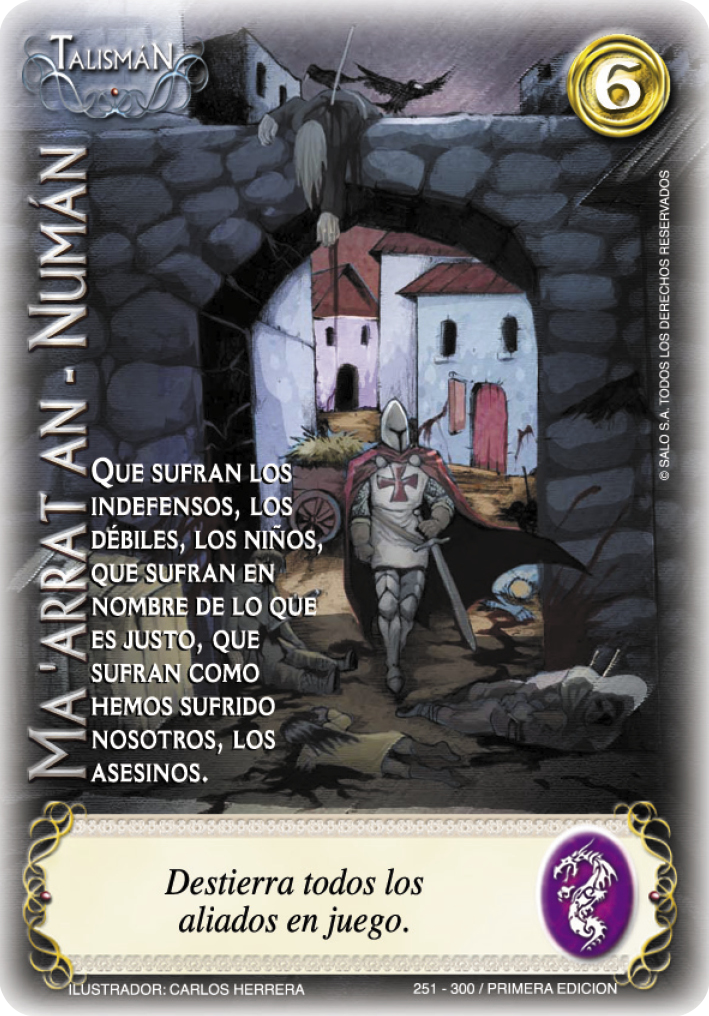 Talismán
6
Ma'arrat an - Numán
© SALO S.A. TODOS LOS DERECHOS RESERVADOS
Que sufran los
indefensos, los
débiles, los niños,
que sufran en
nombre de lo que
es justo, que
sufran como
hemos sufrido
nosotros, los
asesinos.
Destierra todos los
aliados en juego.
ILUSTRADOR: CARLOS HERRERA
251 - 300 / PRIMERA EDICION